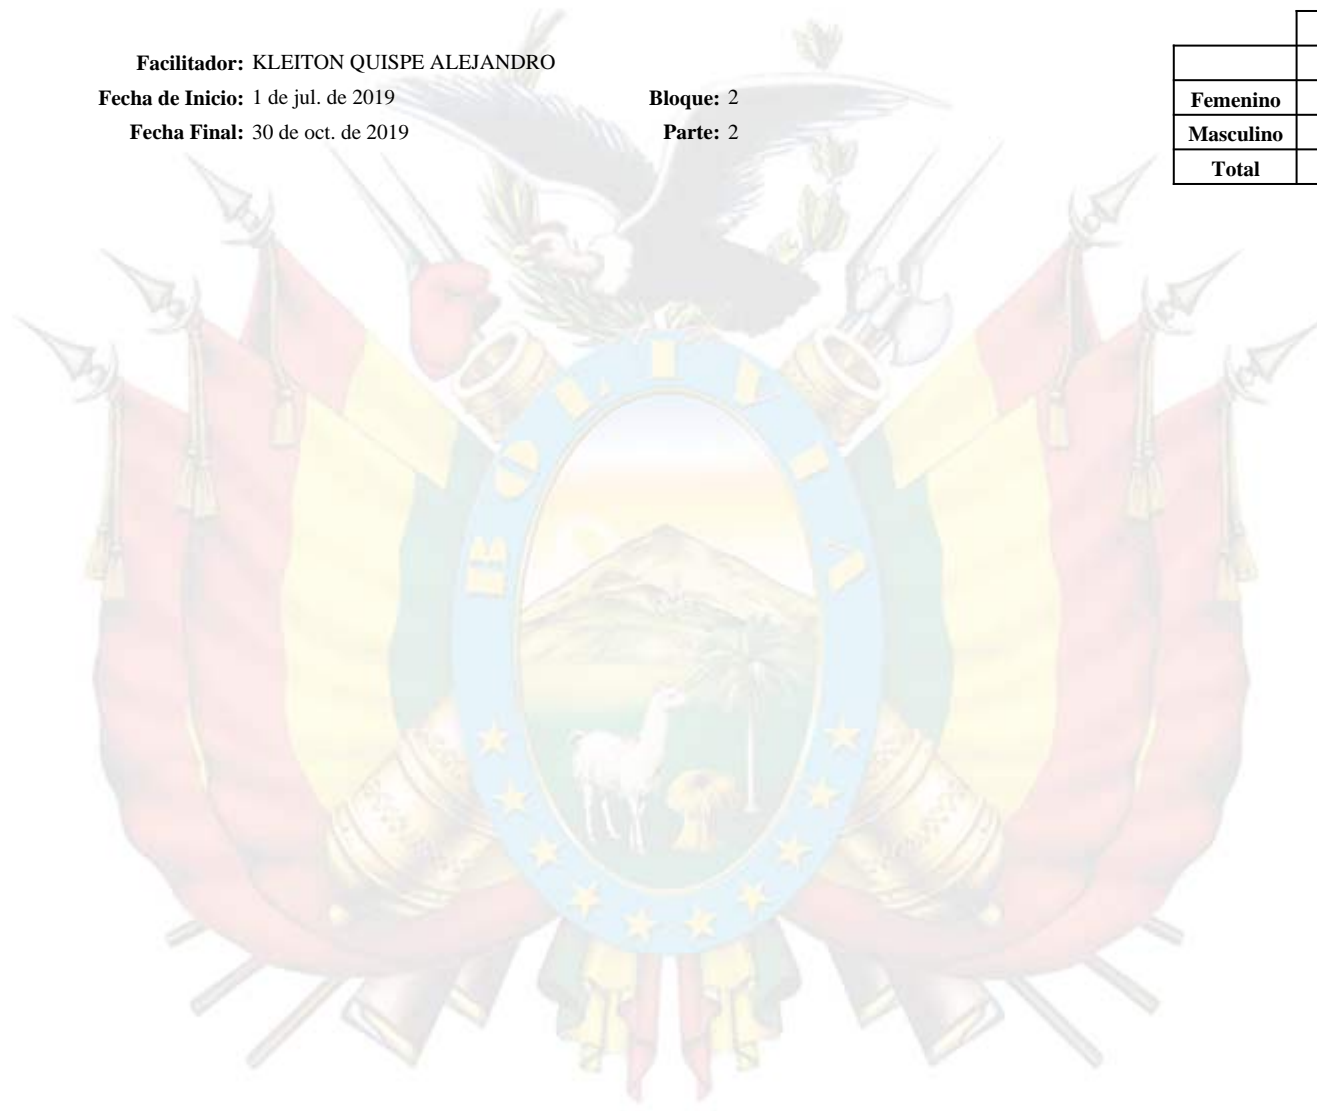 Facilitador: KLEITON QUISPE ALEJANDRO
Fecha de Inicio: 1 de jul. de 2019 Bloque: 2
Fecha Final: 30 de oct. de 2019 Parte: 2
Femenino
Masculino
Total
BOLIVIA